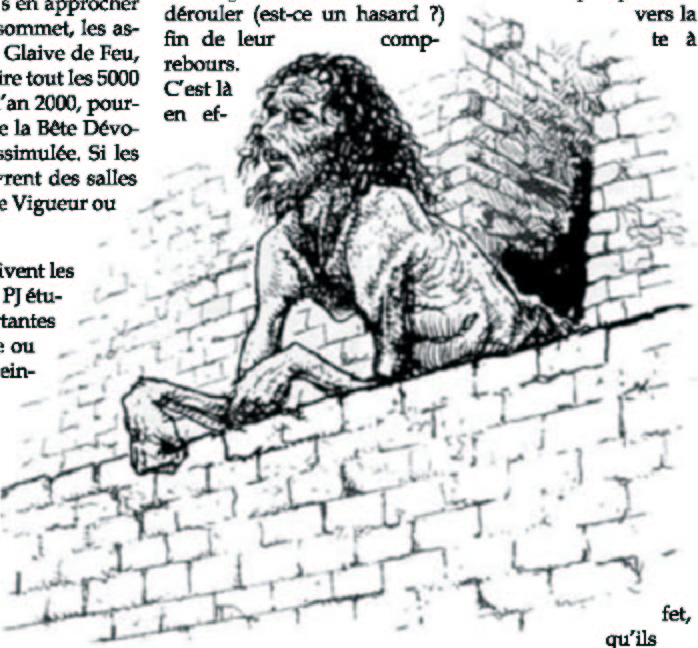 s en approcher
sommet, les as-
Glaive de Feu,
ire tout les 5000
'an 2000, pour-
e la Bête Dévo-
ssimulée. Si les
vrent des salles
e Vigueur ou
ivent les
PJ étu-
tantes
e ou
ein-
dérouler (est-ce un hasard ?) vers la
fin de leur comp- te à
rebours.
C'est là
en ef-
fet,
qu'ils